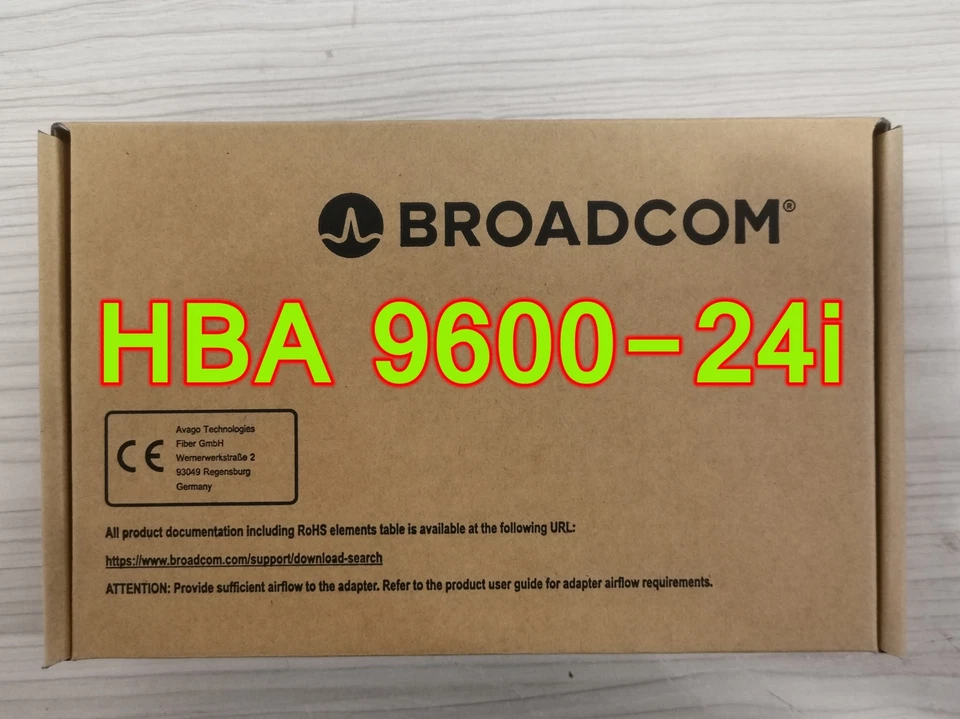 BROADCOM®
HBA 9600-24i
CE
Avago Technologies
Fiber GmbH
Wernerwerkstraße 2
93049 Regensburg
Germany
All product documentation including RoHS elements table is available at the following URL:
https://www.broadcom.com/support/download-search
ATTENTION: Provide sufficient airflow to the adapter. Refer to the product user guide for adapter airflow requirements.